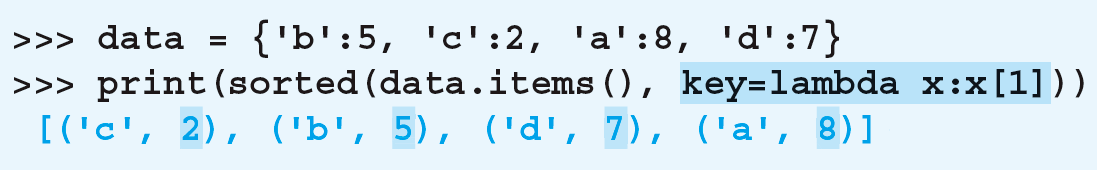 >>> data = {'b':5, 'c':2, 'a':8, 'd':7}
>>> print(sorted(data.items(), key=lambda x:x[1]))
[('c', 2), ('b', 5), ('d', 7), ('a', 8)]